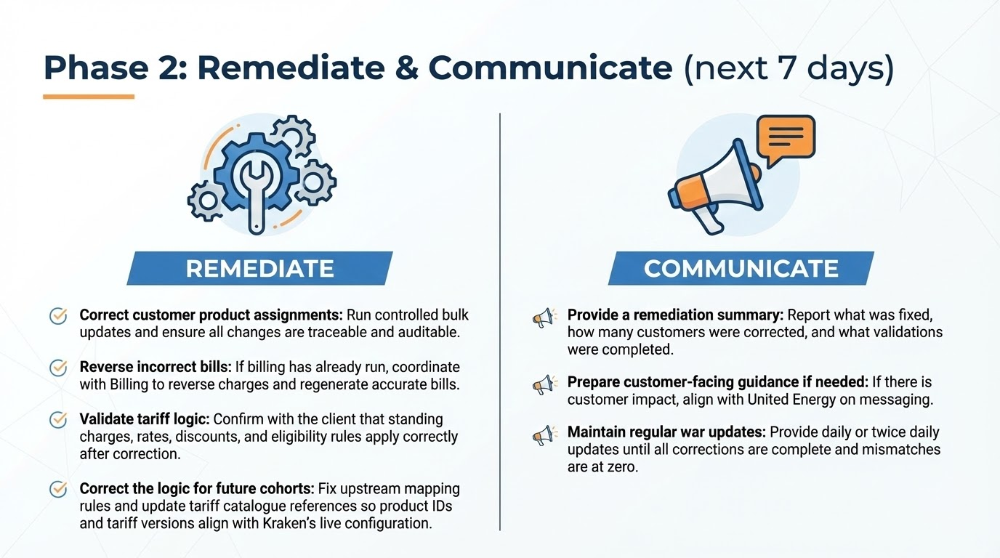 Phase 2: Remediate & Communicate (next 7 days)
REMEDIATE
Correct customer product assignments: Run controlled bulk
updates and ensure all changes are traceable and auditable.
Reverse incorrect bills: If billing has already run, coordinate
with Billing to reverse charges and regenerate accurate bills.
Validate tariff logic: Confirm with the client that standing
charges, rates, discounts, and eligibility rules apply correctly
after correction.
Correct the logic for future cohorts: Fix upstream mapping
rules and update tariff catalogue references so product IDs
and tariff versions align with Kraken’s live configuration.
COMMUNICATE
Provide a remediation summary: Report what was fixed,
how many customers were corrected, and what validations
were completed.
Prepare customer-facing guidance if needed: If there is
customer impact, align with United Energy on messaging.
Maintain regular war updates: Provide daily or twice daily
updates until all corrections are complete and mismatches
are at zero.